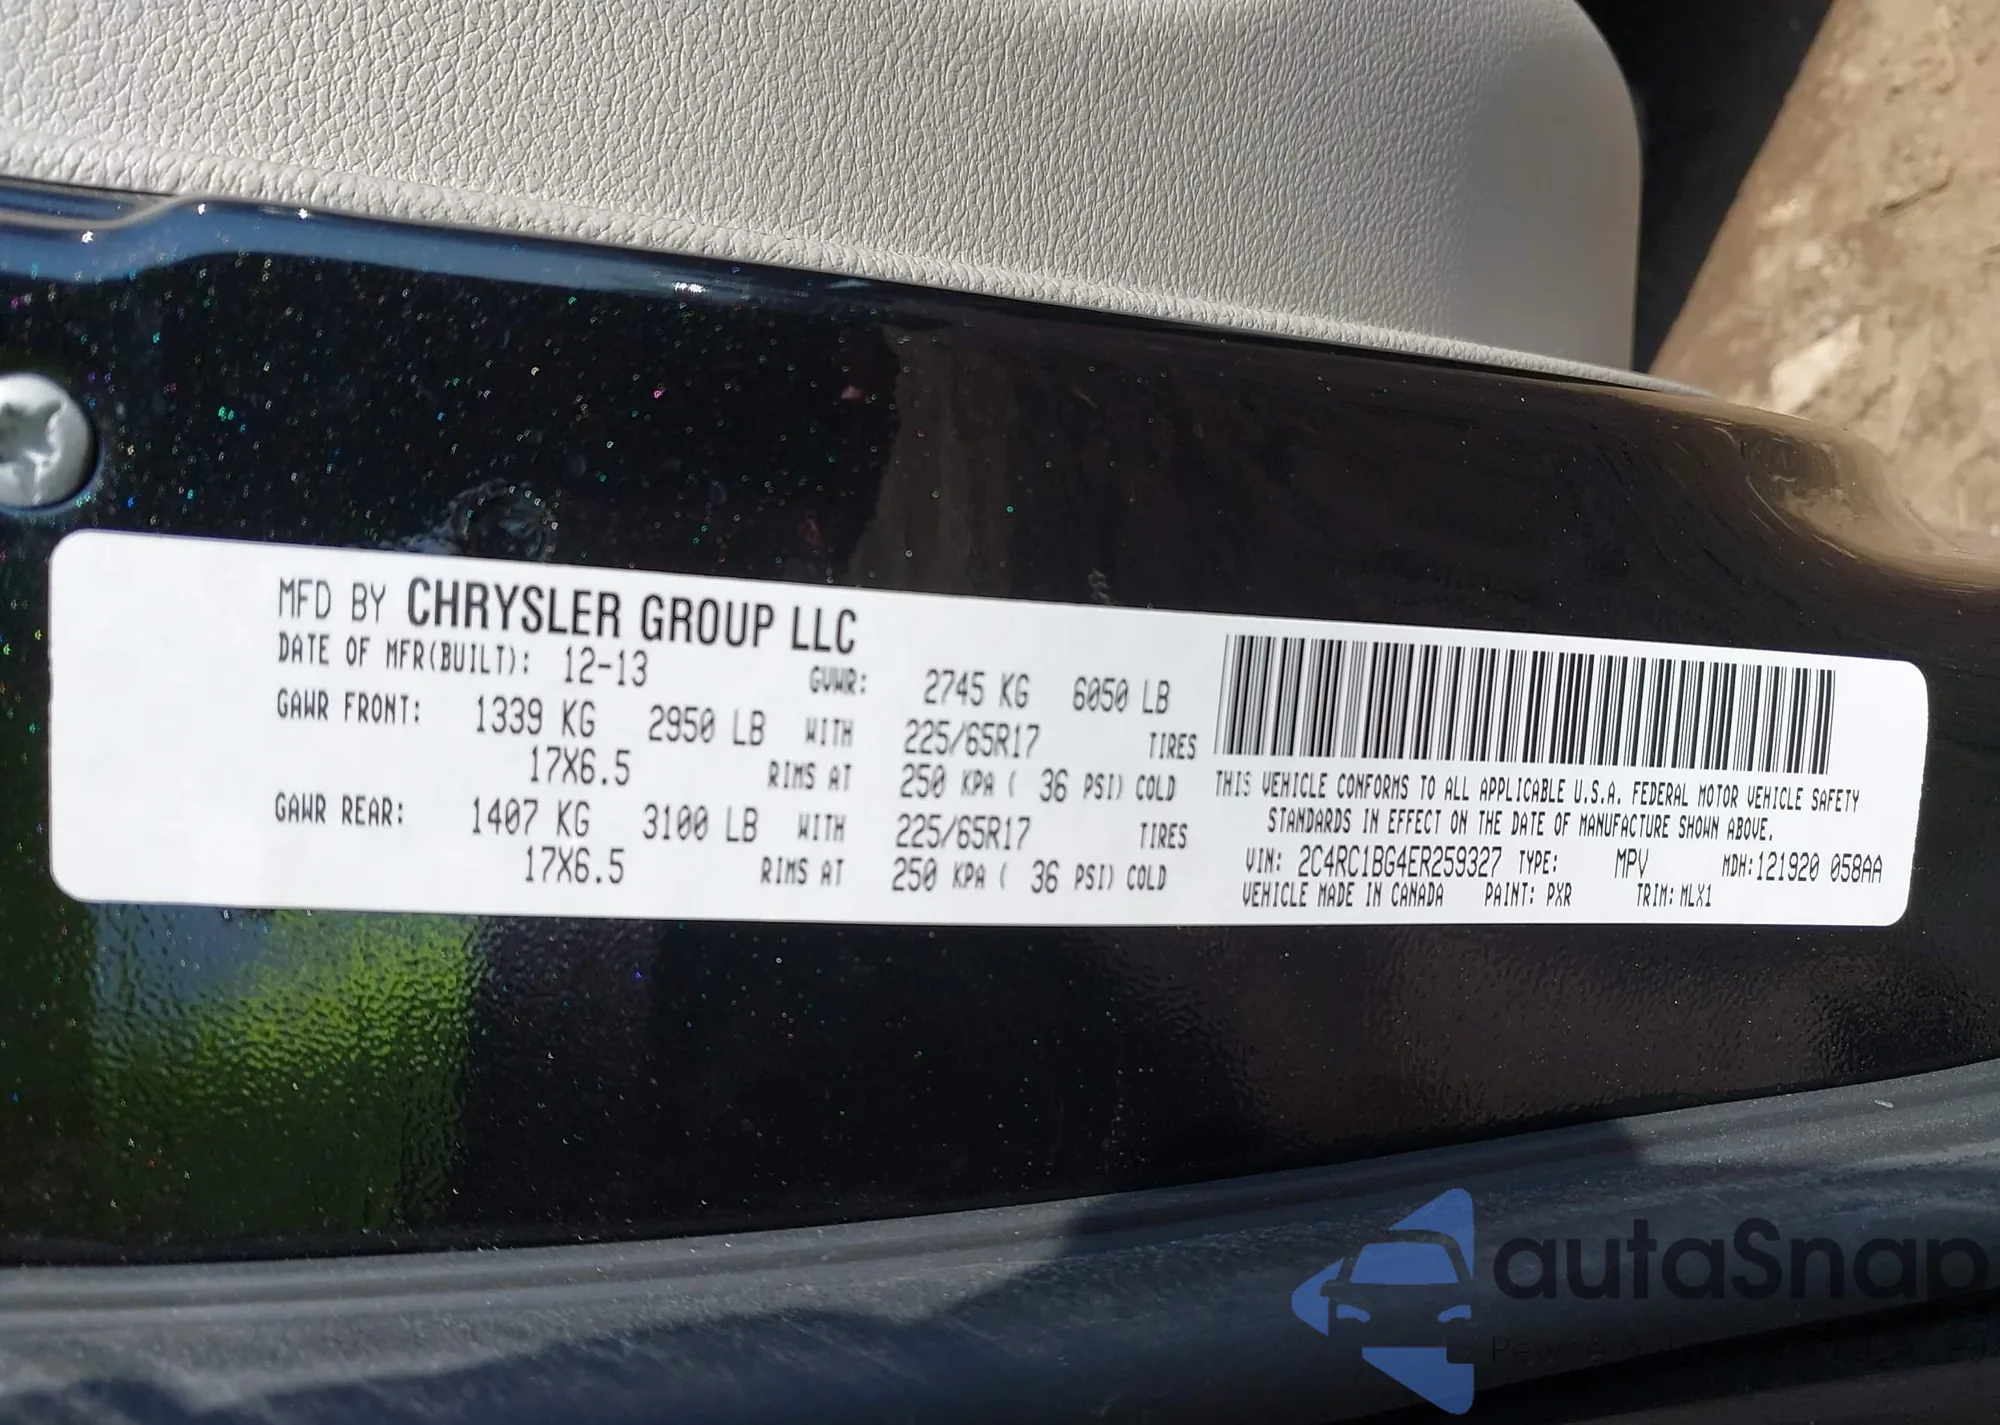 MFD BY CHRYSLER GROUP LLC
DATE OF MFR(BUILT): 12-13 GVWR: 2745 KG 6050 LB
GAWR FRONT: 1339 KG 2950 LB WITH 225/65R17 TIRES
17X6.5 RIMS AT 250 KPA ( 36 PSI) COLD
GAWR REAR: 1407 KG 3100 LB WITH 225/65R17 TIRES
17X6.5 RIMS AT 250 KPA ( 36 PSI) COLD
THIS VEHICLE CONFORMS TO ALL APPLICABLE U.S.A. FEDERAL MOTOR VEHICLE SAFETY
STANDARDS IN EFFECT ON THE DATE OF MANUFACTURE SHOWN ABOVE.
VIN: 2C4RC1BG4ER259327 TYPE: MPV MDH:121920 058AA
VEHICLE MADE IN CANADA PAINT: PXR TRIM: MLX1
autaSnap